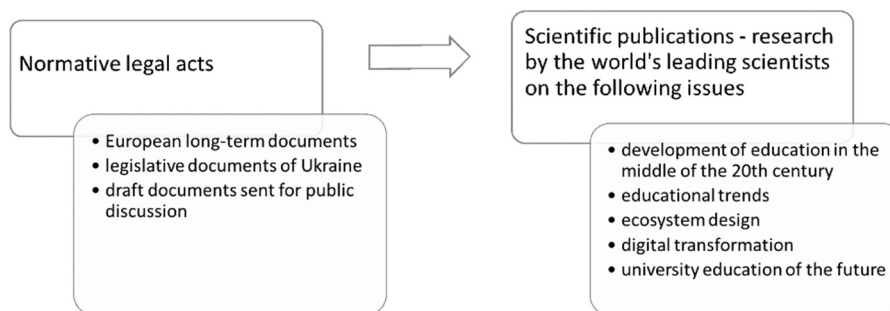 Normative legal acts
• European long-term documents
• legislative documents of Ukraine
• draft documents sent for public
discussion
Scientific publications - research
by the world's leading scientists
on the following issues
• development of education in the
middle of the 20th century
• educational trends
• ecosystem design
• digital transformation
• university education of the future